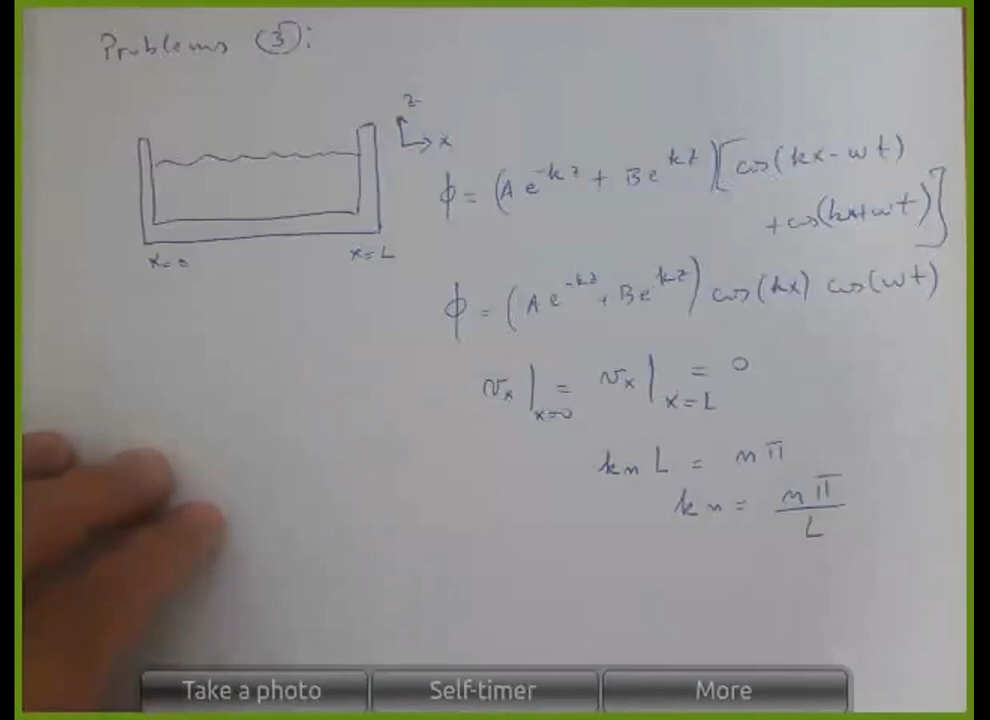 Problems ③:
z
x
x=0
x=L
ϕ = (A e^{-kz} + B e^{kz}) [cos(kx - ωt)
+ cos(kx+ωt)]
ϕ = (A e^{-kz} + B e^{kz}) cos(kx) cos(ωt)
v_x |_{x=0} = v_x |_{x=L} = 0
k_n L = nπ
k_n = nπ/L
Take a photo
Self-timer
More